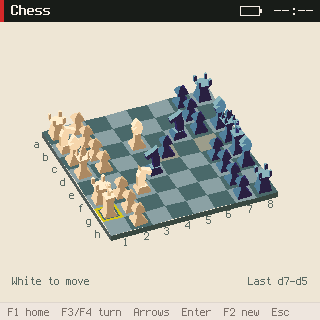 Chess --:--
a
b
c
d
e
f
g
h
1 2 3 4 5 6 7 8
White to move Last d7-d5
F1 home F3/F4 turn Arrows Enter F2 new Esc